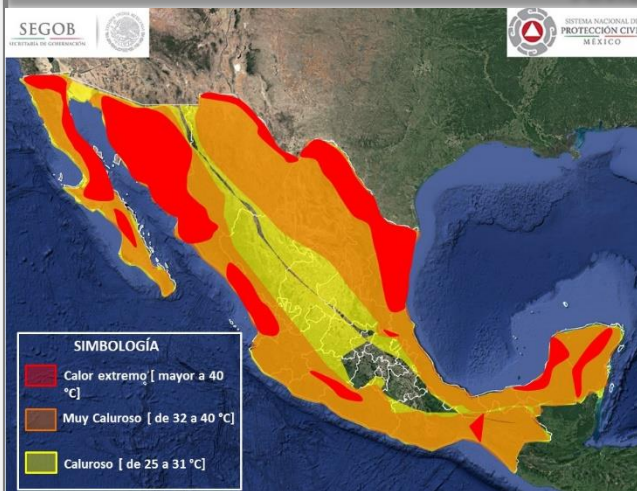 SEGOB
SECRETARÍA DE GOBERNACIÓN
SISTEMA NACIONAL DE
PROTECCIÓN CIVIL
MÉXICO
SIMBOLOGÍA
Calor extremo [ mayor a 40
°C]
Muy Caluroso [ de 32 a 40 °C]
Caluroso [ de 25 a 31 °C]